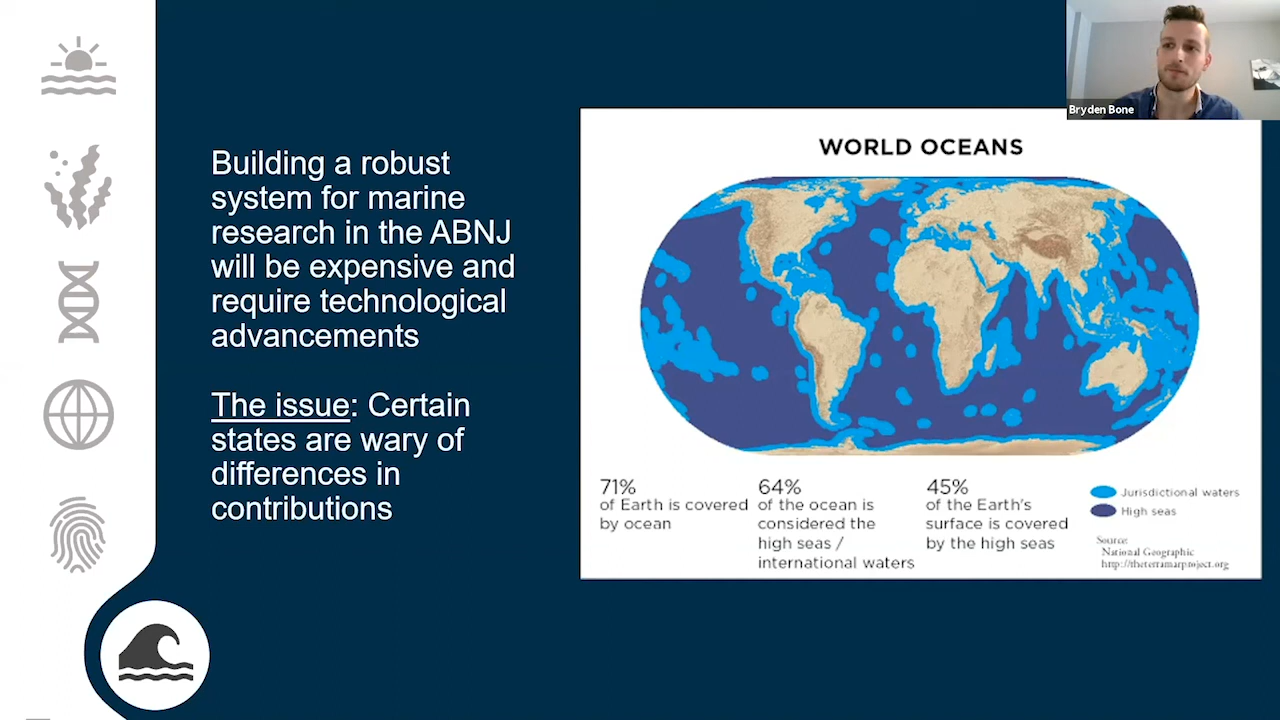 Bryden Bone
Building a robust
system for marine
research in the ABNJ
will be expensive and
require technological
advancements
The issue: Certain
states are wary of
differences in
contributions
WORLD OCEANS
71%
of Earth is covered
by ocean
64%
of the ocean is
considered the
high seas /
international waters
45%
of the Earth's
surface is covered
by the high seas
Jurisdictional waters
High seas
Source:
National Geographic
http://theterramarproject.org